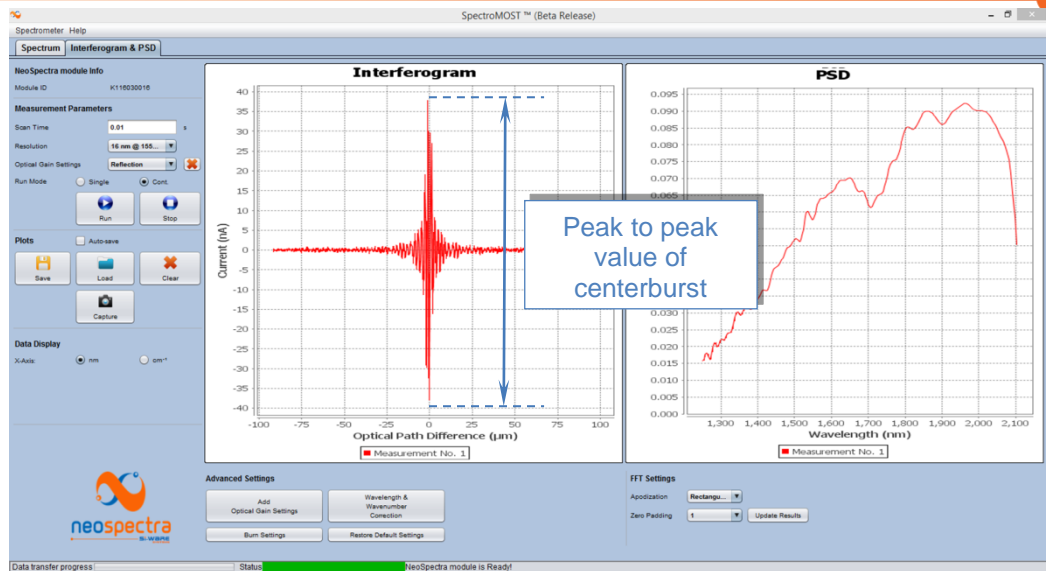 SpectroMOST ™ (Beta Release)
Spectrometer Help
Spectrum Interferogram & PSD
NeoSpectra module Info
Module ID K116030016
Measurement Parameters
Scan Time 0.01 s
Resolution 16 nm @ 155...
Optical Gain Settings Reflection
Run Mode Single Cont.
Run Stop
Plots Auto-save
Save Load Clear
Capture
Data Display
X-Axis: nm cm⁻¹
Interferogram
40
35
30
25
20
15
10
5
0
-5
-10
-15
-20
-25
-30
-35
-40
Current (nA)
-100 -75 -50 -25 0 25 50 75 100
Optical Path Difference (µm)
Measurement No. 1
Peak to peak
value of
centerburst
PSD
0.095
0.090
0.085
0.080
0.075
0.070
0.065
0.030
0.025
0.020
0.015
0.010
0.005
0.000
1,300 1,400 1,500 1,600 1,700 1,800 1,900 2,000 2,100
Wavelength (nm)
Measurement No. 1
neospectra
Si-WARE
Advanced Settings
Add
Optical Gain Settings
Wavelength &
Wavenumber
Correction
Burn Settings
Restore Default Settings
FFT Settings
Apodization Rectangu...
Zero Padding 1 Update Results
Data transfer progress Status NeoSpectra module is Ready!